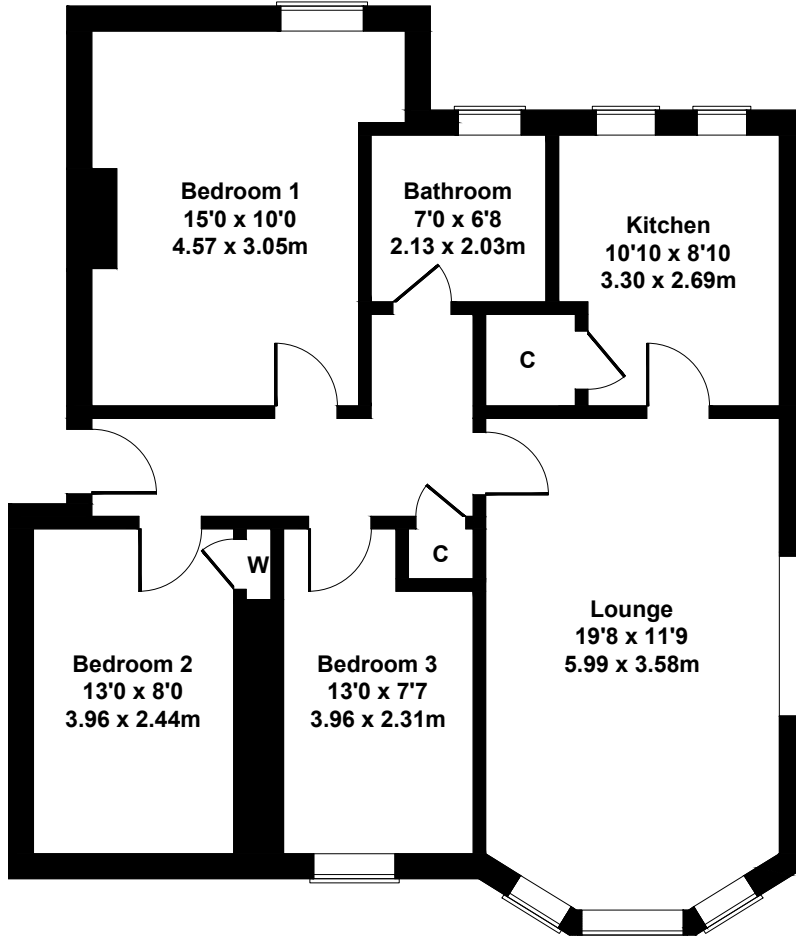 Bedroom 1
15'0 x 10'0
4.57 x 3.05m
Bathroom
7'0 x 6'8
2.13 x 2.03m
Kitchen
10'10 x 8'10
3.30 x 2.69m
C
C
W
Lounge
19'8 x 11'9
5.99 x 3.58m
Bedroom 2
13'0 x 8'0
3.96 x 2.44m
Bedroom 3
13'0 x 7'7
3.96 x 2.31m